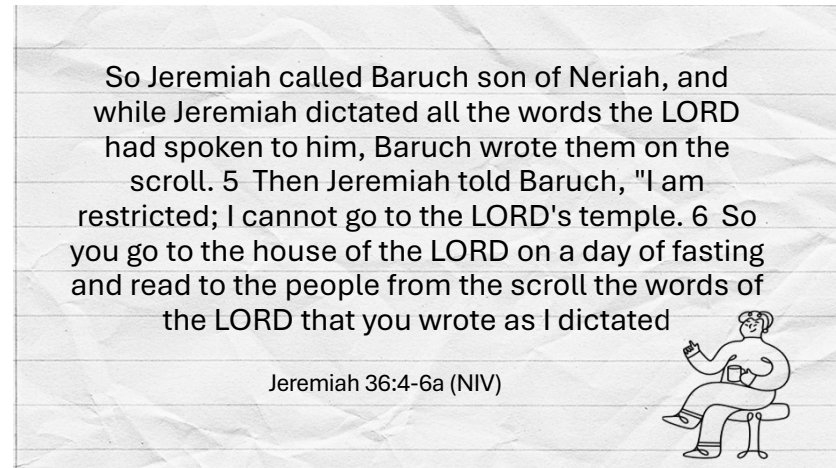 So Jeremiah called Baruch son of Neriah, and
while Jeremiah dictated all the words the LORD
had spoken to him, Baruch wrote them on the
scroll. 5  Then Jeremiah told Baruch, "I am
restricted; I cannot go to the LORD's temple. 6  So
you go to the house of the LORD on a day of fasting
and read to the people from the scroll the words of
the LORD that you wrote as I dictated
Jeremiah 36:4-6a (NIV)